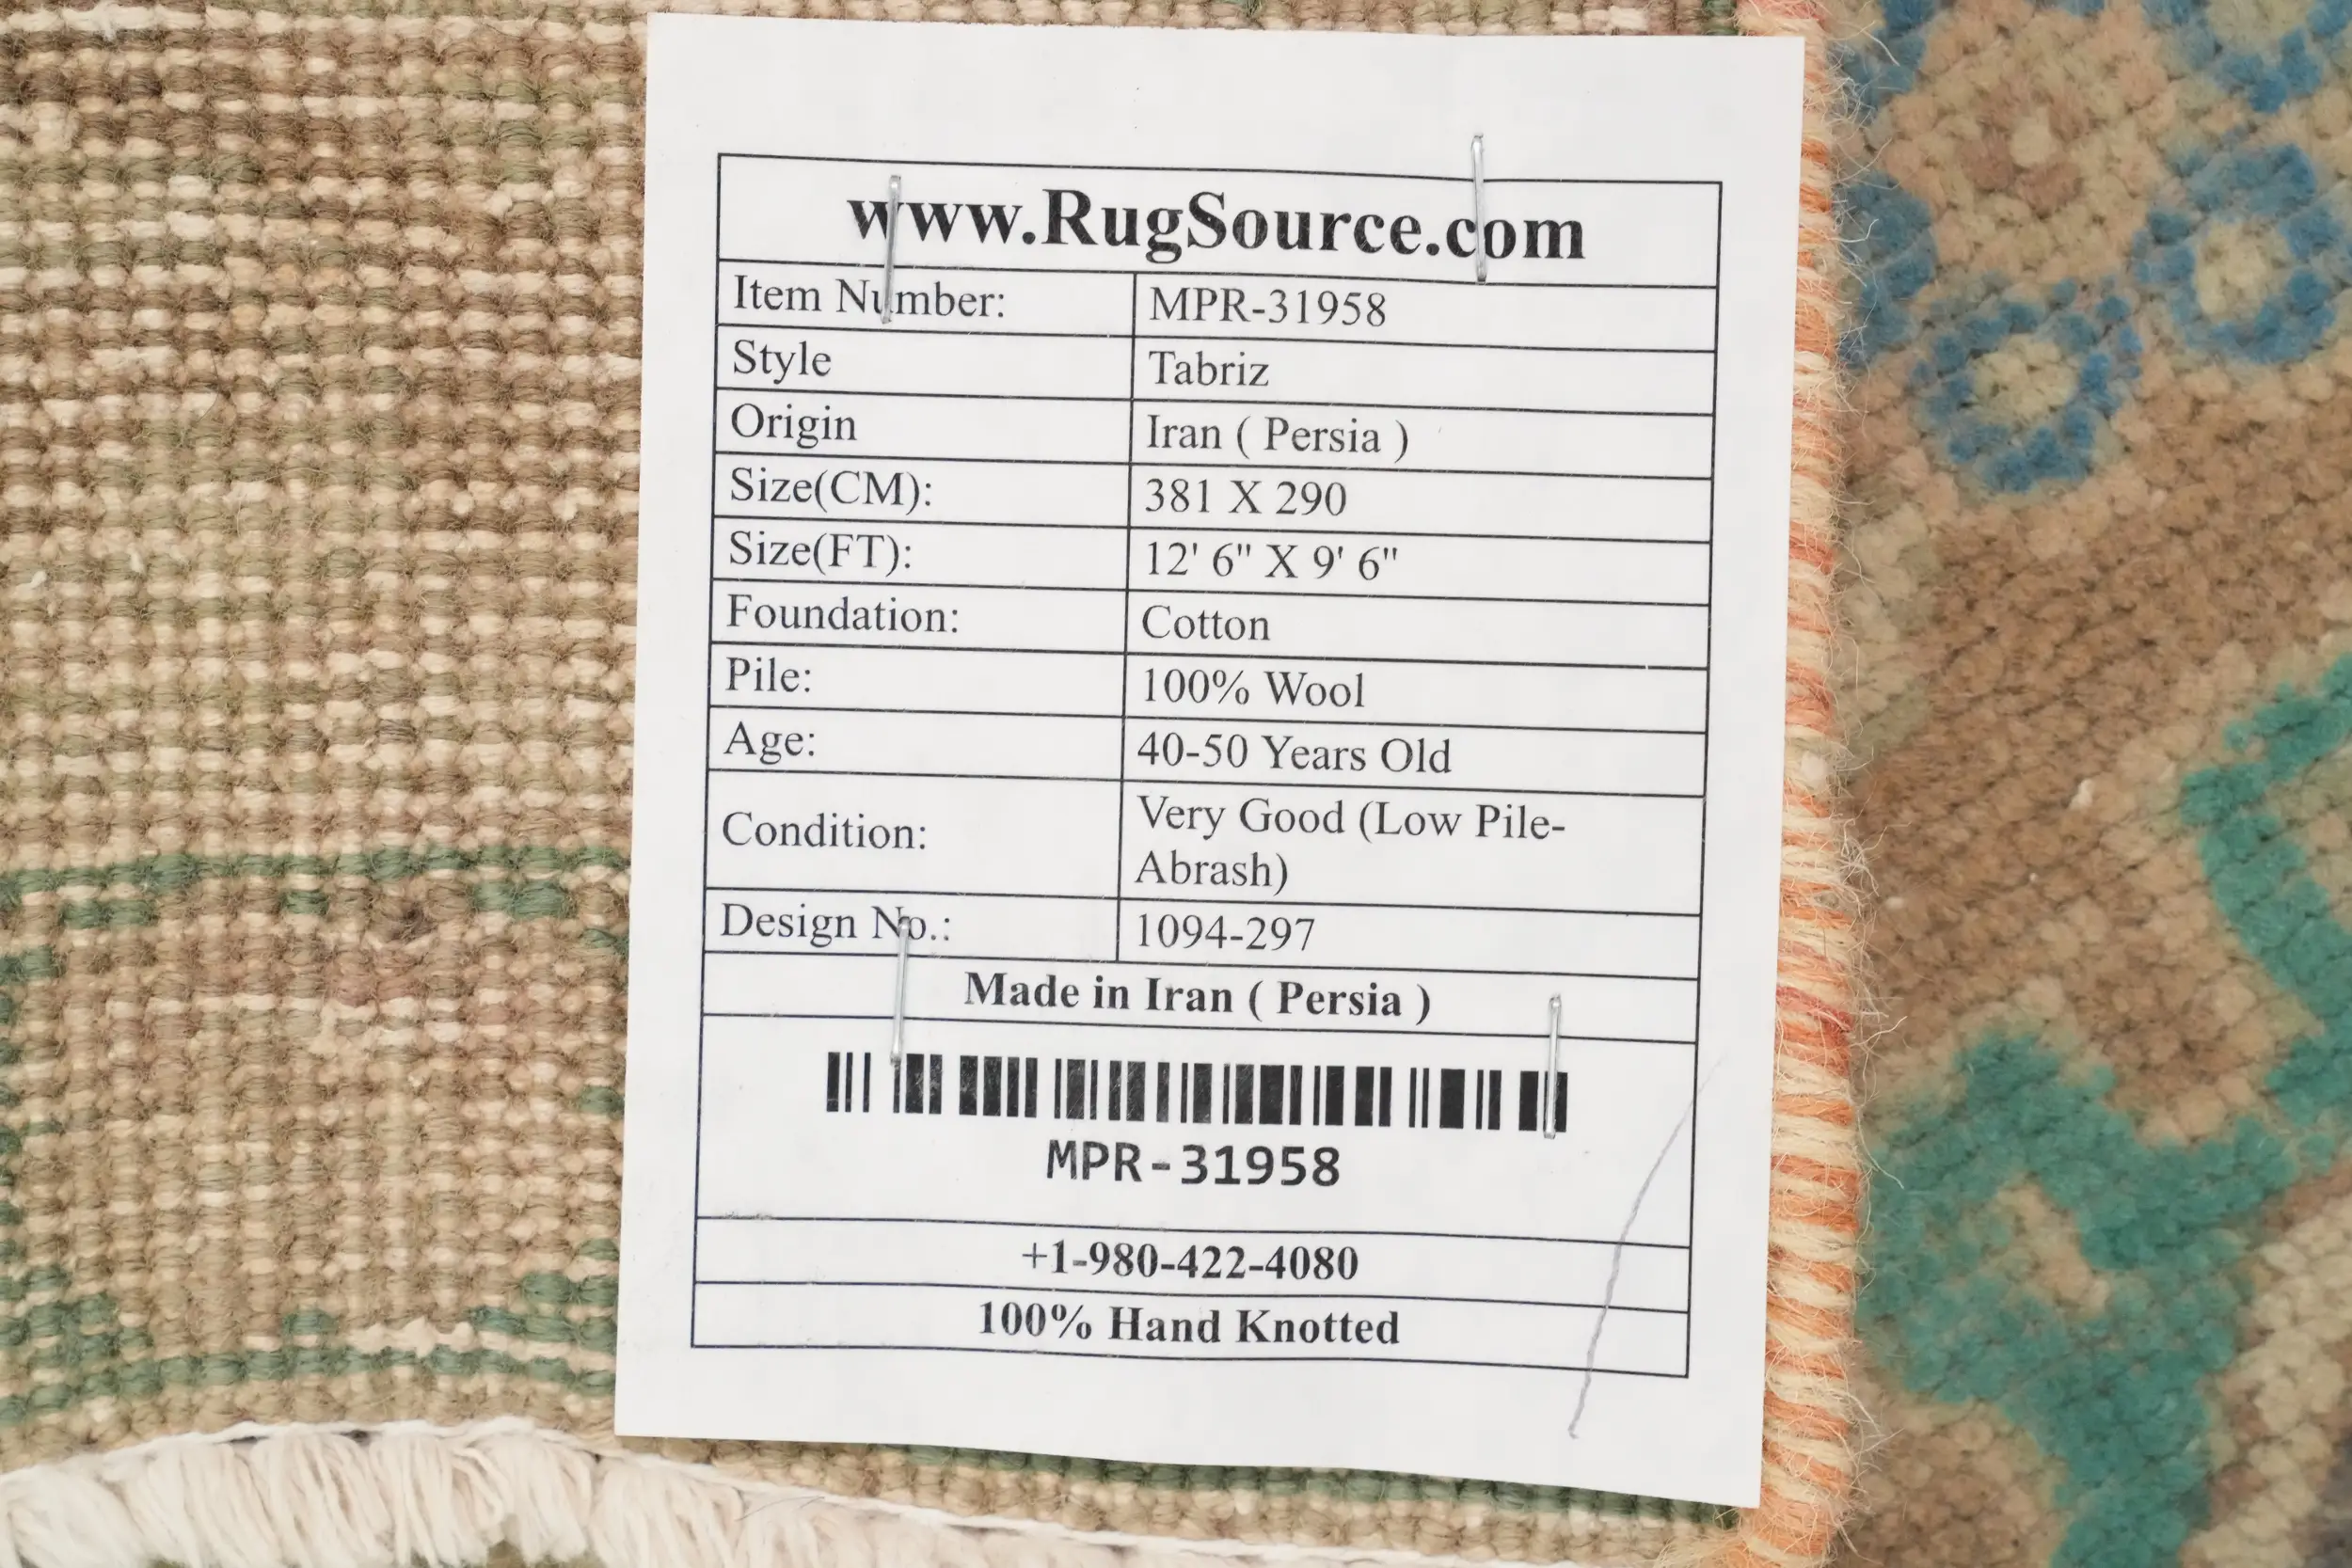 www.RugSource.com
Item Number: MPR-31958
Style Tabriz
Origin Iran ( Persia )
Size(CM): 381 X 290
Size(FT): 12' 6" X 9' 6"
Foundation: Cotton
Pile: 100% Wool
Age: 40-50 Years Old
Condition: Very Good (Low Pile-
Abrash)
Design No.: 1094-297
Made in Iran ( Persia )
MPR-31958
+1-980-422-4080
100% Hand Knotted